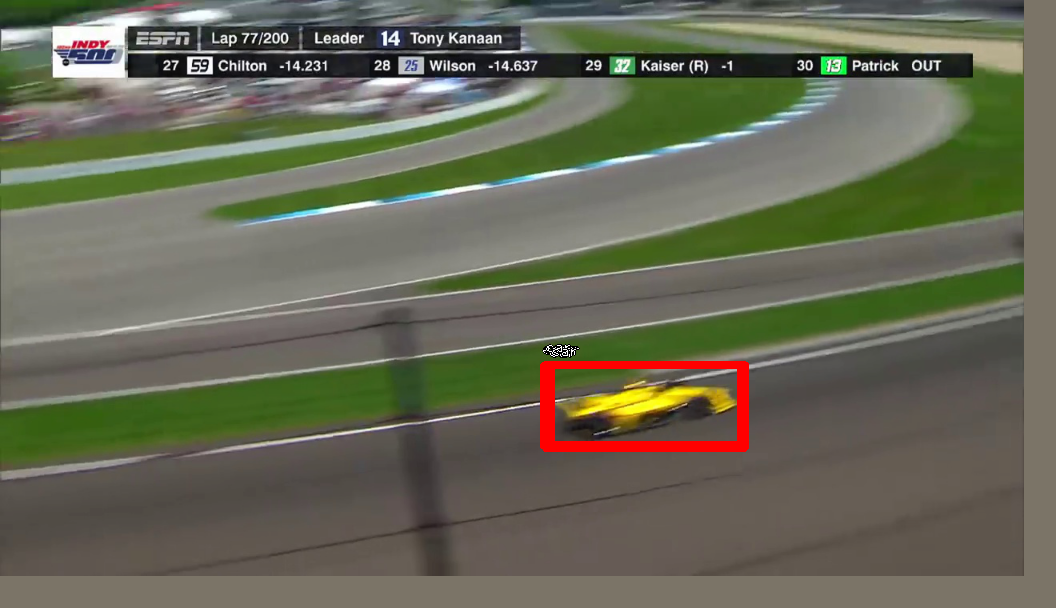 INDY
500
ESPN Lap 77/200 Leader 14 Tony Kanaan
27 59 Chilton -14.231 28 25 Wilson -14.637 29 32 Kaiser (R) -1 30 13 Patrick OUT